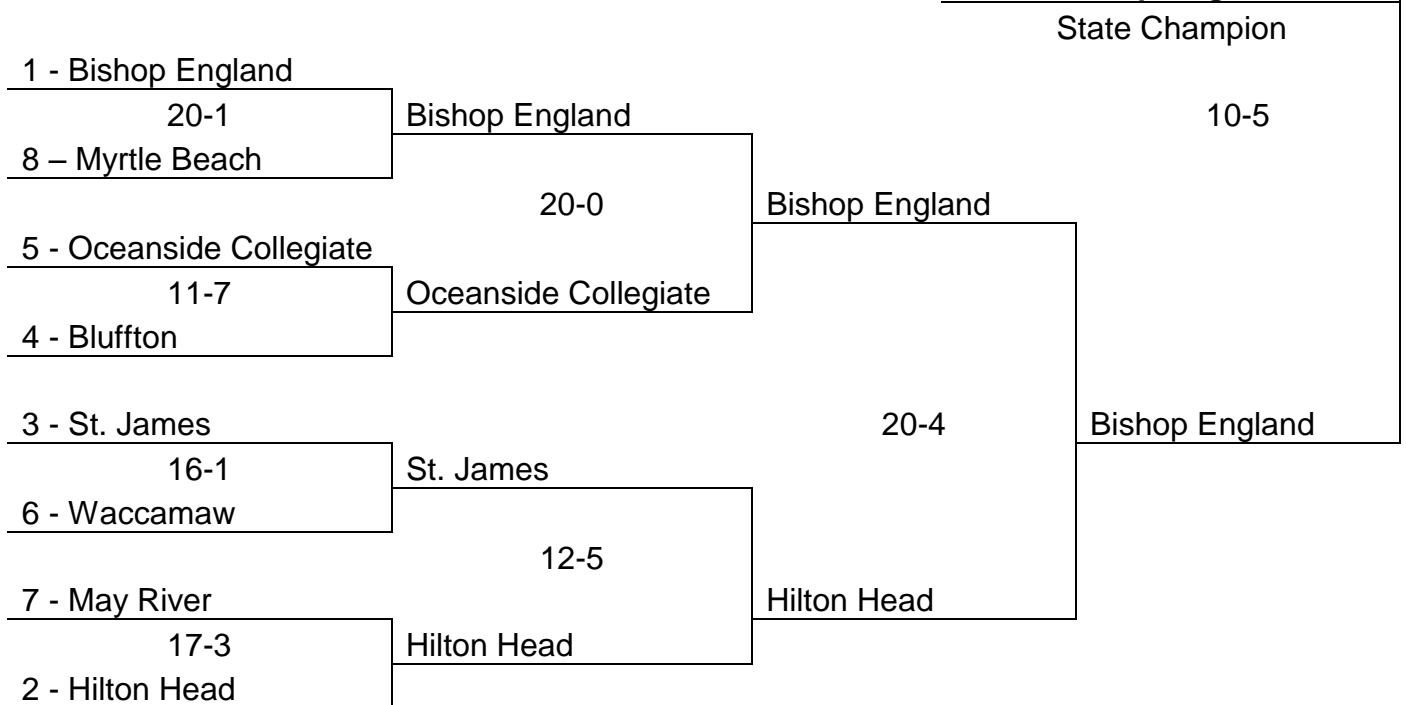 State Champion
1 - Bishop England
20-1
Bishop England
10-5
8 – Myrtle Beach
20-0
Bishop England
5 - Oceanside Collegiate
11-7
Oceanside Collegiate
4 - Bluffton
3 - St. James
20-4
Bishop England
16-1
St. James
6 - Waccamaw
12-5
7 - May River
Hilton Head
17-3
Hilton Head
2 - Hilton Head